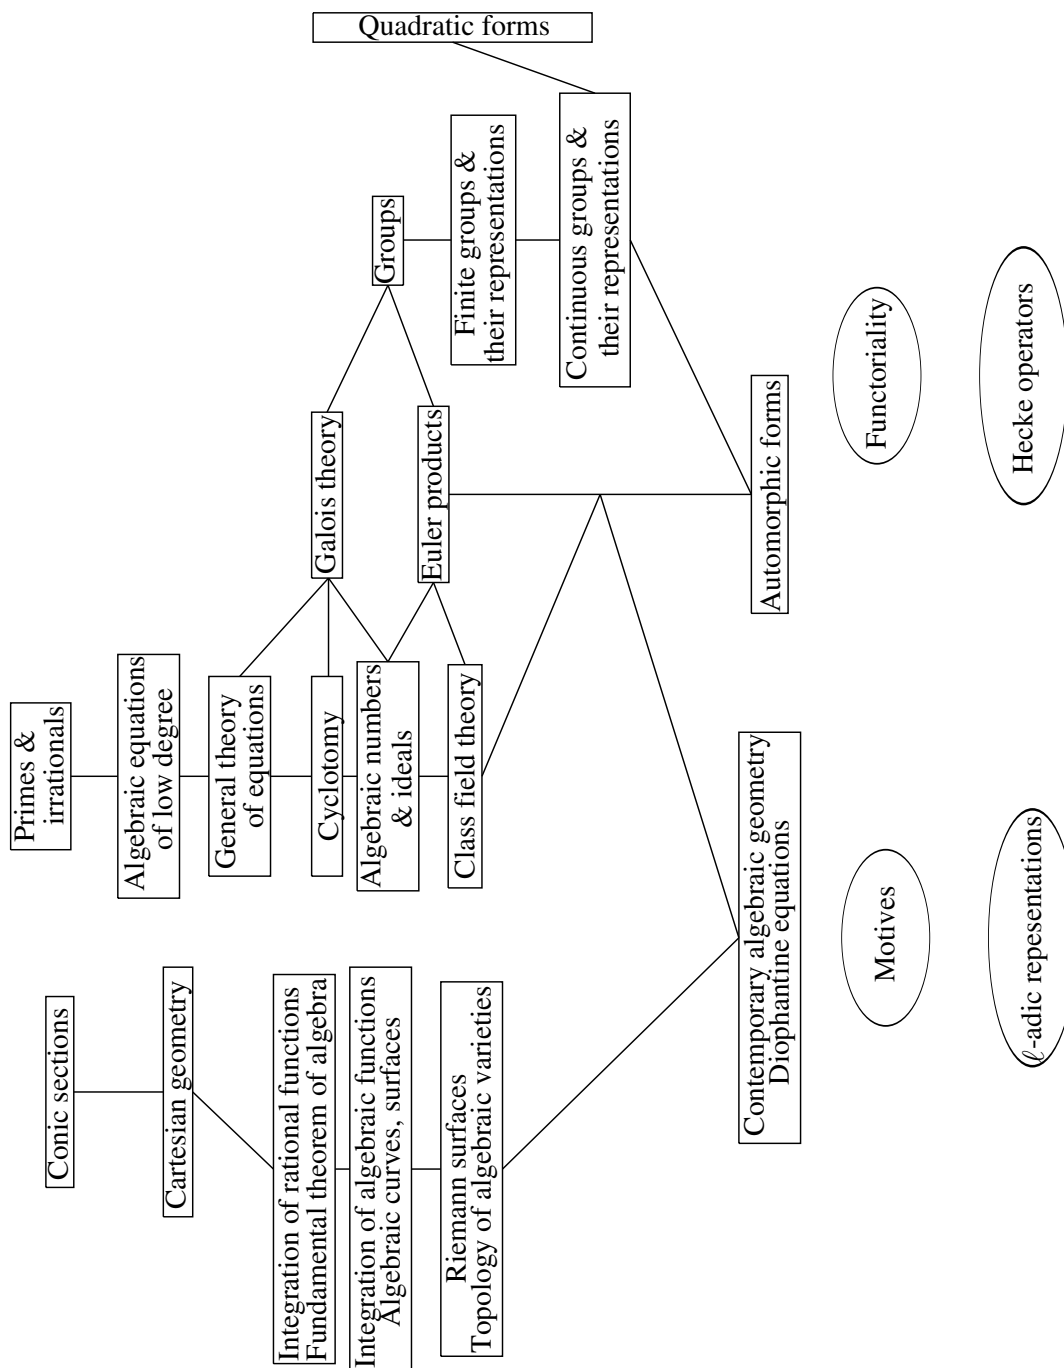 Conic sections
Cartesian geometry
Integration of rational functions
Fundamental theorem of algebra
Integration of algebraic functions
Algebraic curves, surfaces
Riemann surfaces
Topology of algebraic varieties
Primes &
irrationals
Algebraic equations
of low degree
General theory
of equations
Cyclotomy
Algebraic numbers
& ideals
Class field theory
Galois theory
Euler products
Groups
Finite groups &
their representations
Quadratic forms
Continuous groups &
their representations
Contemporary algebraic geometry
Diophantine equations
Automorphic forms
Motives
Functoriality
ℓ-adic repesentations
Hecke operators